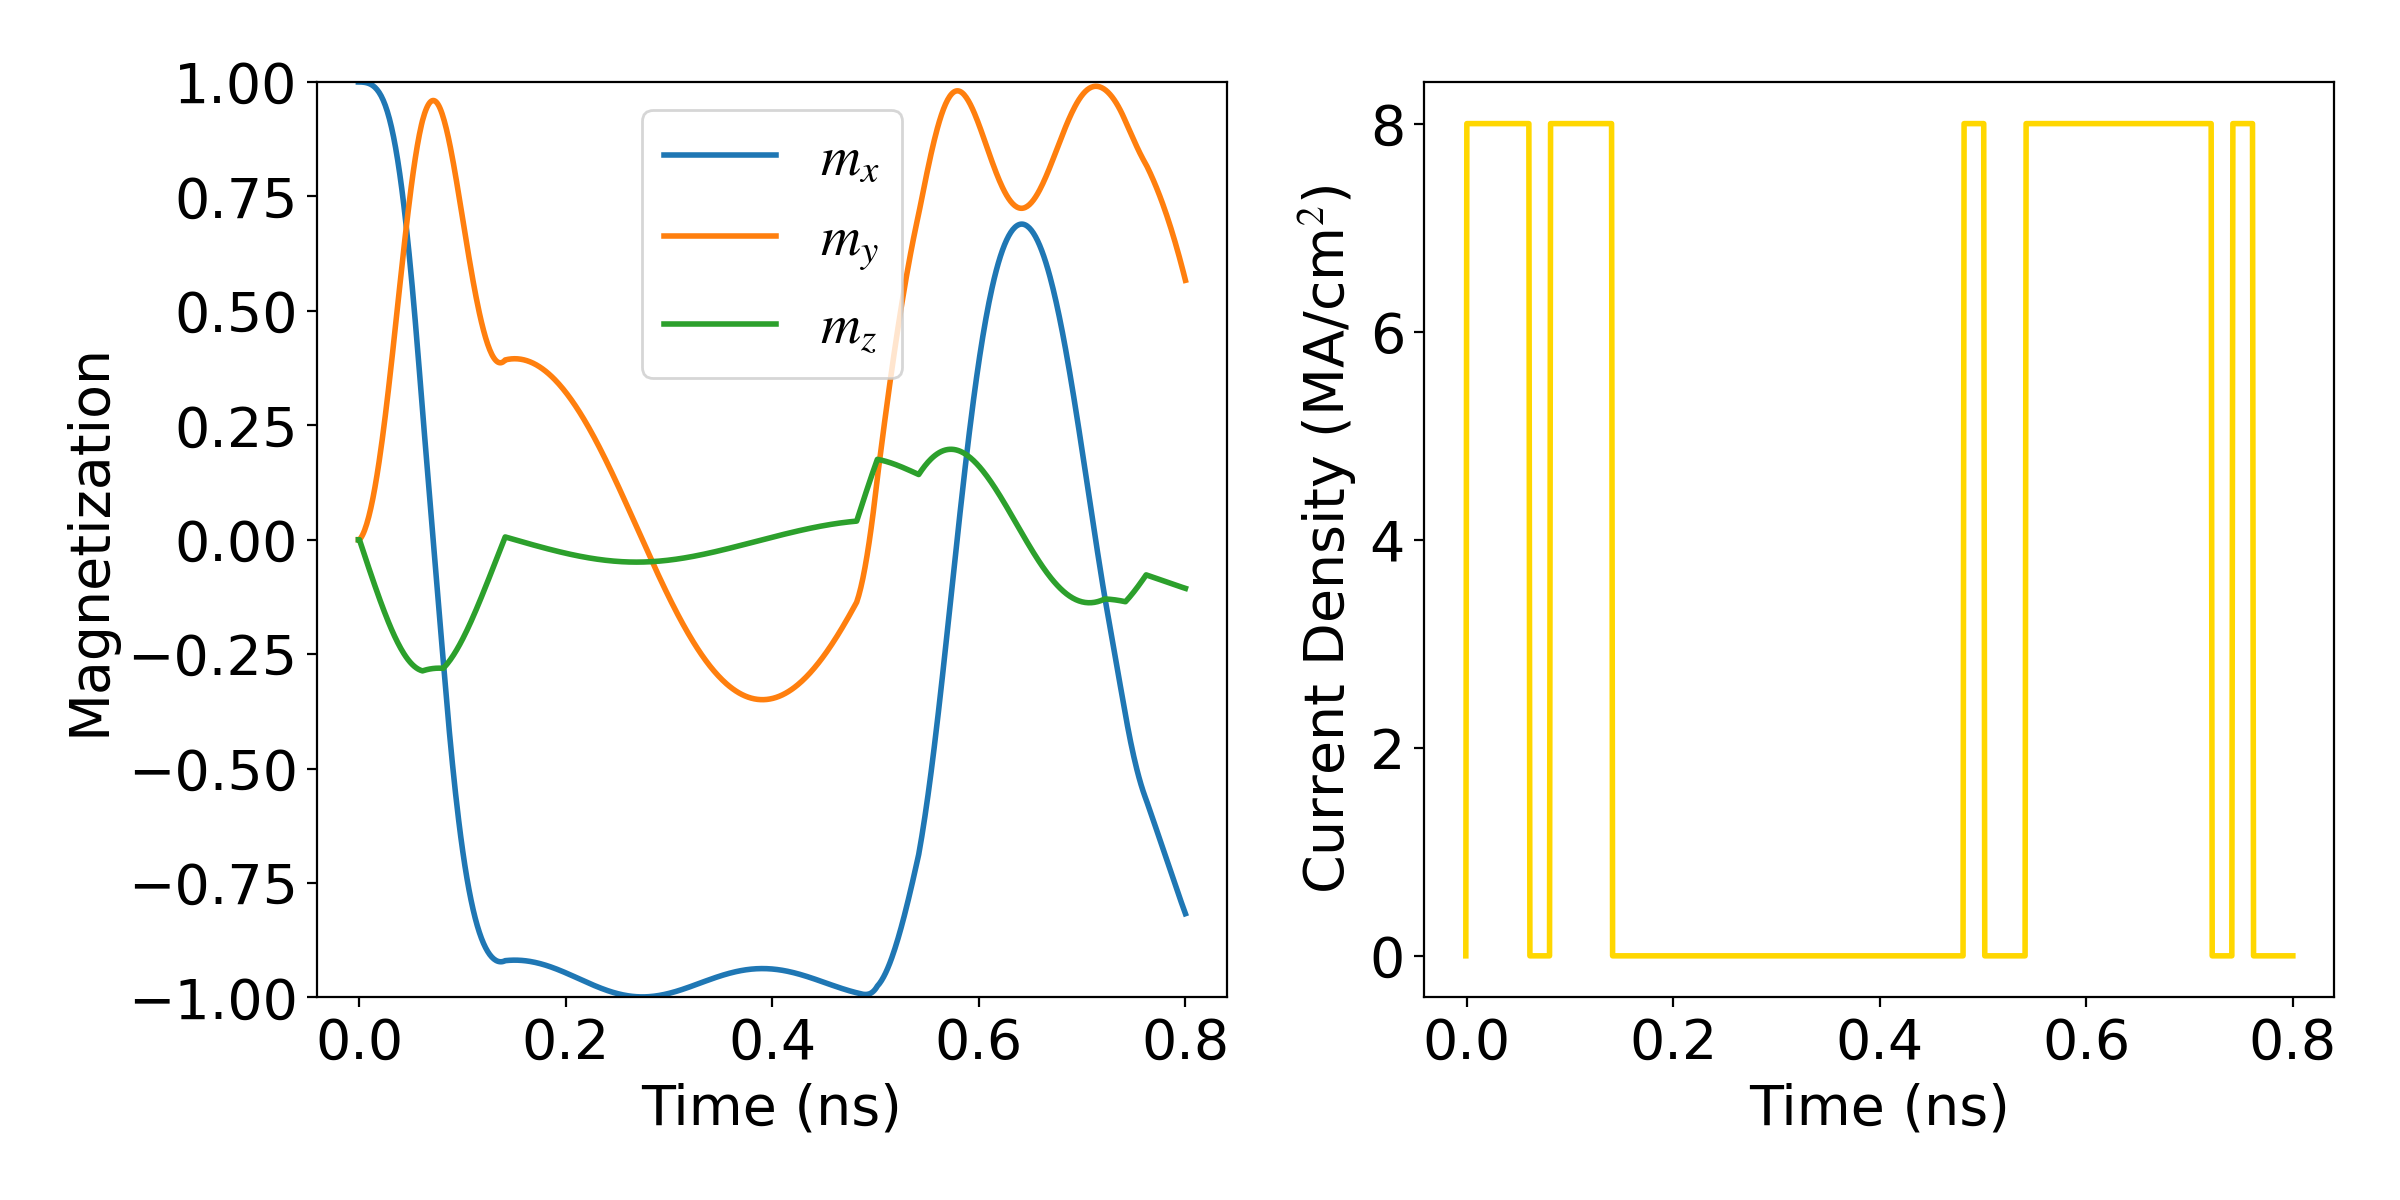 1.00
0.75
0.50
0.25
0.00
−0.25
−0.50
−0.75
−1.00
Magnetization
0.0 0.2 0.4 0.6 0.8
Time (ns)
m_x
m_y
m_z
8
6
4
2
0
Current Density (MA/cm²)
0.0 0.2 0.4 0.6 0.8
Time (ns)